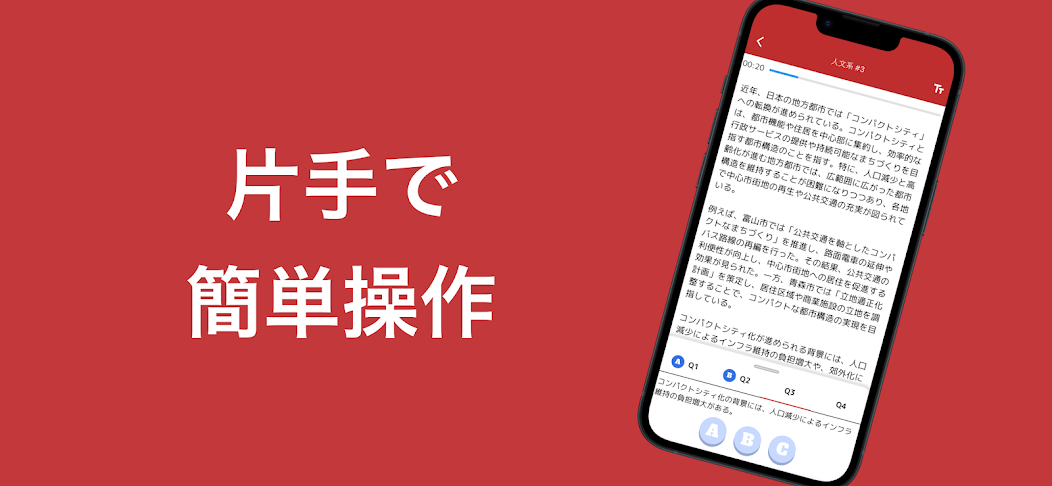 片手で
簡単操作
人文系 #3
00:20
TT
近年、日本の地方都市では「コンパクトシティ」
への転換が進められている。コンパクトシティと
は、都市機能や住居を中心部に集約し、効率的な
行政サービスの提供や持続可能なまちづくりを目
指す都市構造のことを指す。特に、人口減少と高
齢化が進む地方都市では、広範囲に広がった都市
構造を維持することが困難になりつつあり、各地
で中心市街地の再生や公共交通の充実が図られて
いる。
例えば、富山市では「公共交通を軸としたコンパ
クトなまちづくり」を推進し、路面電車の延伸や
バス路線の再編を行った。その結果、公共交通の
利便性が向上し、中心市街地への居住を促進する
効果が見られた。一方、青森市では「立地適正化
計画」を策定し、居住区域や商業施設の立地を調
整することで、コンパクトな都市構造の実現を目
指している。
コンパクトシティ化が進められる背景には、人口
減少によるインフラ維持の負担増大や、郊外化に
A Q1 B Q2 Q3 Q4
コンパクトシティ化の背景には、人口減少によるインフラ
維持の負担増大がある。
A B C